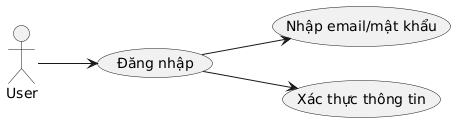 Nhập email/mật khẩu
Đăng nhập
User
Xác thực thông tin